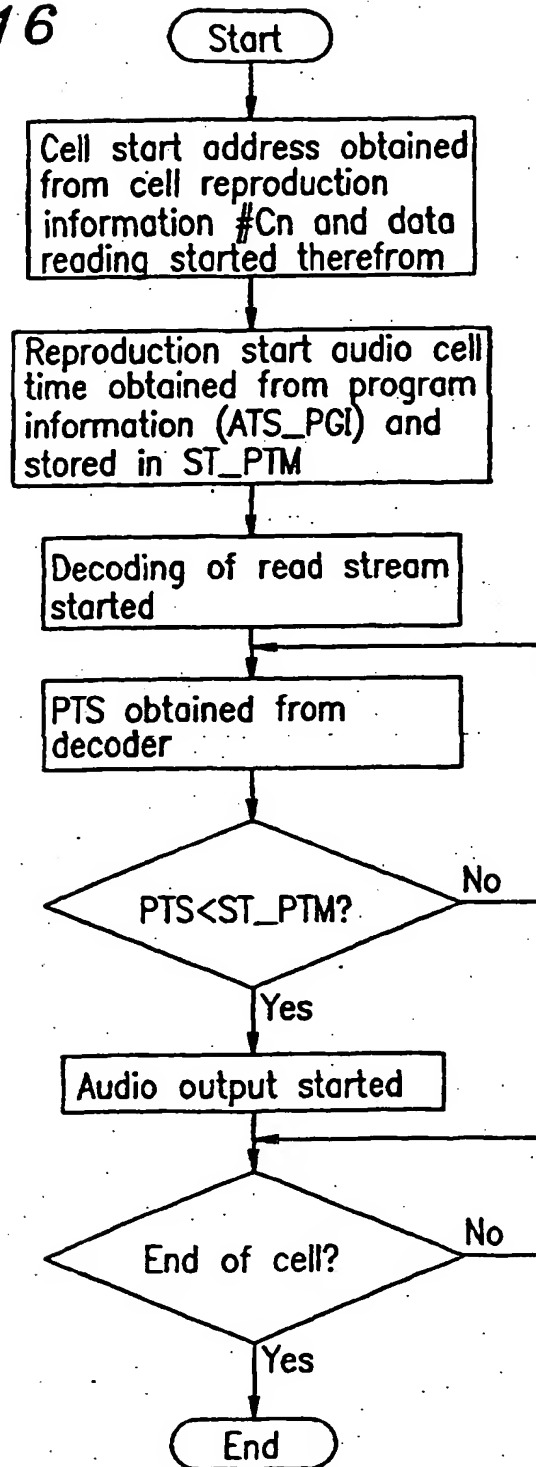 16
Start
Cell start address obtained
from cell reproduction
information #Cn and data
reading started therefrom
Reproduction start audio cell
time obtained from program
information (ATS_PGI) and
stored in ST_PTM
Decoding of read stream
started
PTS obtained from
decoder
PTS<ST_PTM?
No
Yes
Audio output started
End of cell?
No
Yes
End